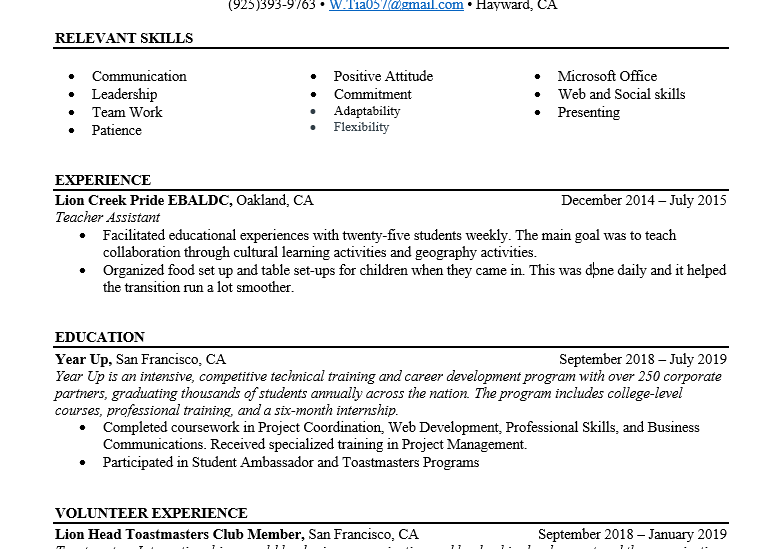 (925)393-9763 • W.Tia057@gmail.com • Hayward, CA
RELEVANT SKILLS
• Communication
• Leadership
• Team Work
• Patience
• Positive Attitude
• Commitment
• Adaptability
• Flexibility
• Microsoft Office
• Web and Social skills
• Presenting
EXPERIENCE
Lion Creek Pride EBALDC, Oakland, CA December 2014 – July 2015
Teacher Assistant
• Facilitated educational experiences with twenty-five students weekly. The main goal was to teach
collaboration through cultural learning activities and geography activities.
• Organized food set up and table set-ups for children when they came in. This was done daily and it helped
the transition run a lot smoother.
EDUCATION
Year Up, San Francisco, CA September 2018 – July 2019
Year Up is an intensive, competitive technical training and career development program with over 250 corporate
partners, graduating thousands of students annually across the nation. The program includes college-level
courses, professional training, and a six-month internship.
• Completed coursework in Project Coordination, Web Development, Professional Skills, and Business
Communications. Received specialized training in Project Management.
• Participated in Student Ambassador and Toastmasters Programs
VOLUNTEER EXPERIENCE
Lion Head Toastmasters Club Member, San Francisco, CA September 2018 – January 2019